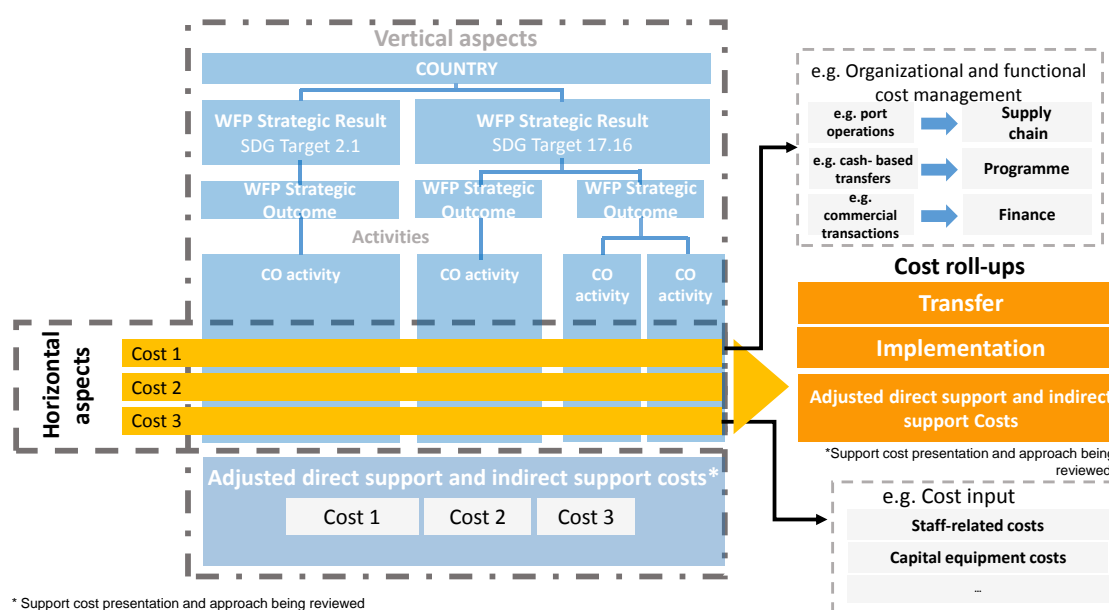 Vertical aspects
COUNTRY
WFP Strategic Result
SDG Target 2.1
WFP Strategic Result
SDG Target 17.16
WFP Strategic
Outcome
WFP Strategic
Outcome
WFP Strategic
Outcome
Activities
CO activity
CO activity
CO
activity
CO
activity
Horizontal
aspects
Cost 1
Cost 2
Cost 3
Adjusted direct support and indirect support costs*
Cost 1
Cost 2
Cost 3
* Support cost presentation and approach being reviewed
e.g. Organizational and functional
cost management
e.g. port
operations
Supply
chain
e.g. cash- based
transfers
Programme
e.g.
commercial
transactions
Finance
Cost roll-ups
Transfer
Implementation
Adjusted direct support and indirect
support Costs
*Support cost presentation and approach being
reviewed
e.g. Cost input
Staff-related costs
Capital equipment costs
...